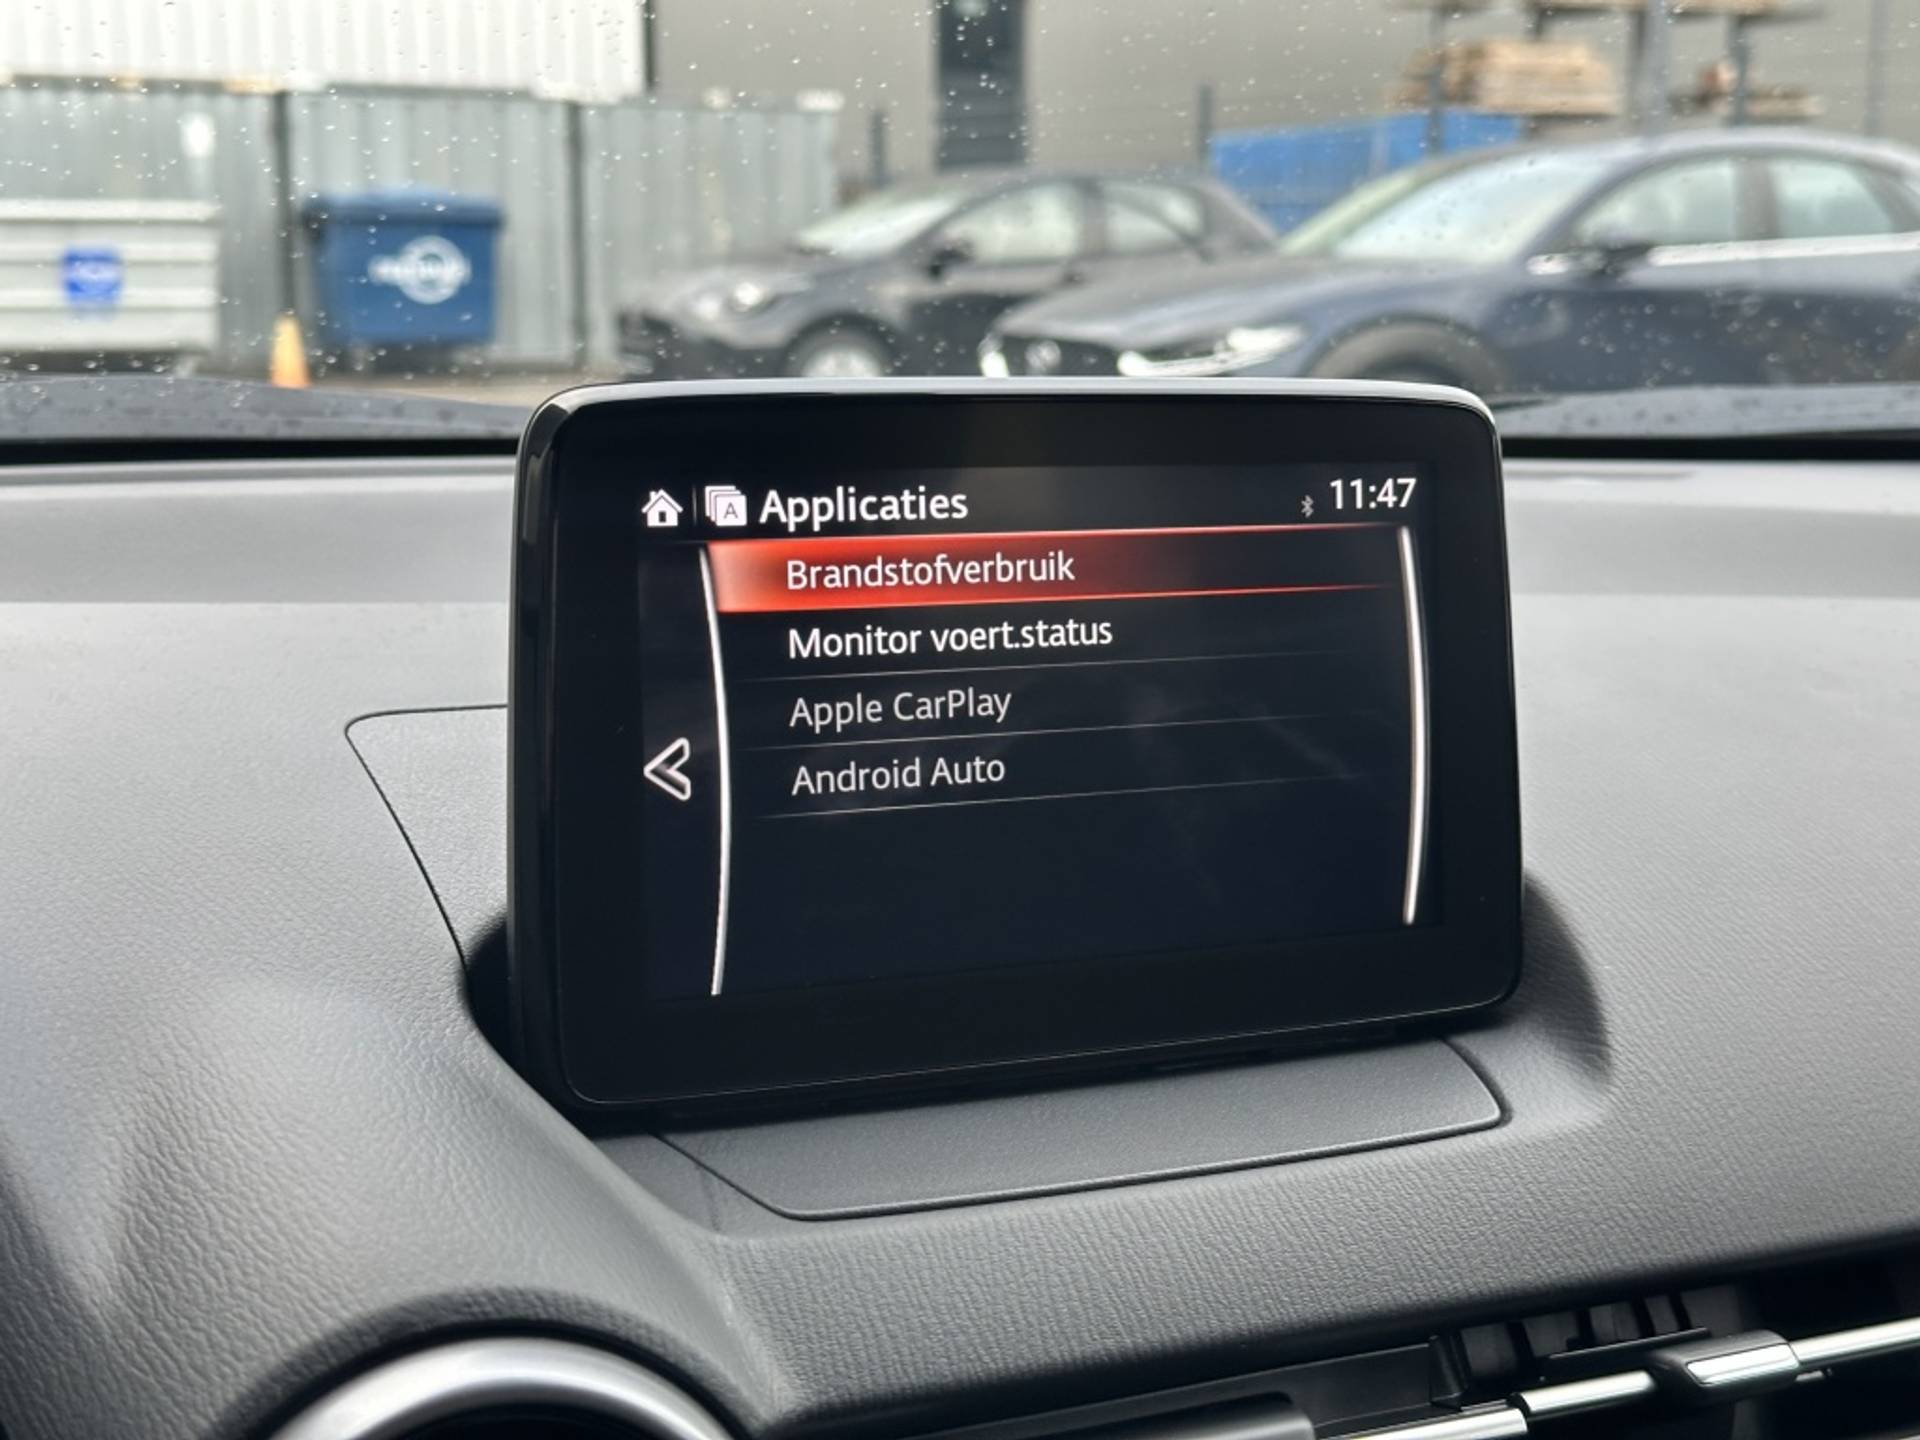 A Applicaties 11:47
Brandstofverbruik
Monitor voert.status
Apple CarPlay
Android Auto